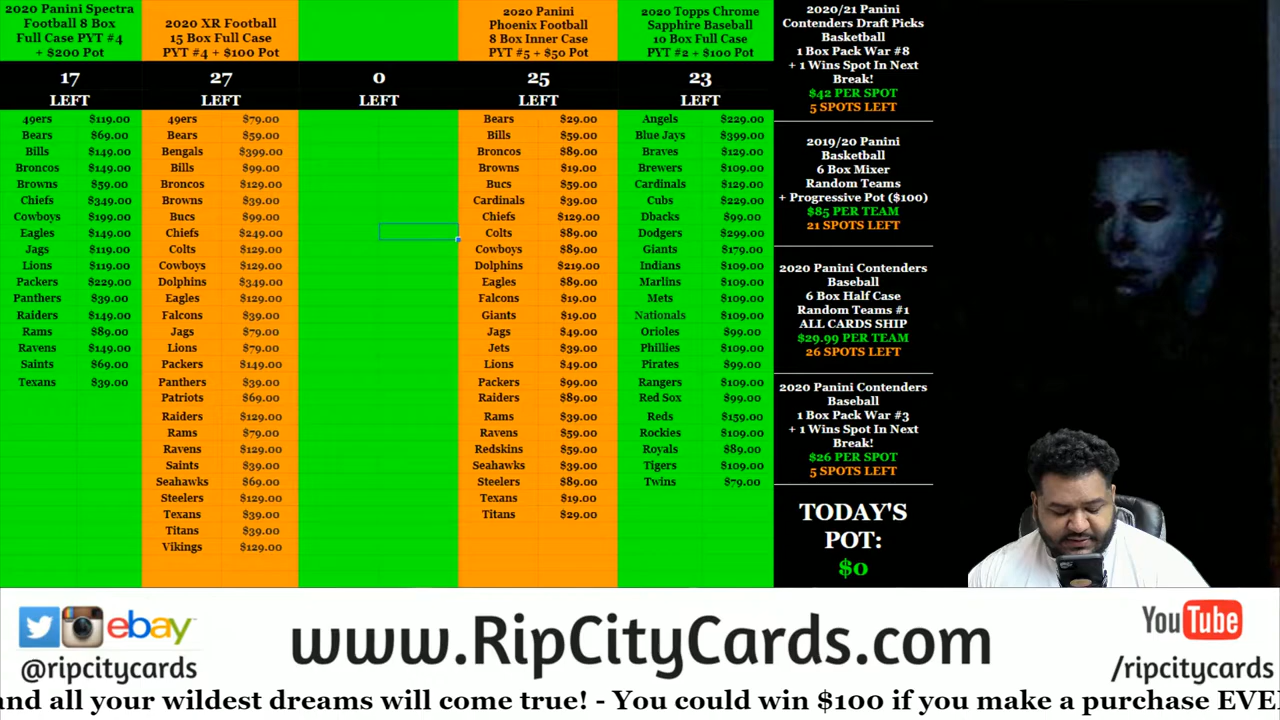 2020 Panini Spectra
Football 8 Box
Full Case PYT #4
+ $200 Pot
17
LEFT
49ers $119.00
Bears $69.00
Bills $149.00
Broncos $149.00
Browns $59.00
Chiefs $349.00
Cowboys $199.00
Eagles $149.00
Jags $119.00
Lions $119.00
Packers $229.00
Panthers $39.00
Raiders $149.00
Rams $89.00
Ravens $149.00
Saints $69.00
Texans $39.00
2020 XR Football
15 Box Full Case
PYT #4 + $100 Pot
27
LEFT
49ers $79.00
Bears $59.00
Bengals $399.00
Bills $99.00
Broncos $129.00
Browns $39.00
Bucs $99.00
Chiefs $249.00
Colts $129.00
Cowboys $129.00
Dolphins $349.00
Eagles $129.00
Falcons $39.00
Jags $79.00
Lions $79.00
Packers $149.00
Panthers $39.00
Patriots $69.00
Raiders $129.00
Rams $79.00
Ravens $129.00
Saints $39.00
Seahawks $69.00
Steelers $129.00
Texans $39.00
Titans $39.00
Vikings $129.00
0
LEFT
2020 Panini
Phoenix Football
8 Box Inner Case
PYT #5 + $50 Pot
25
LEFT
Bears $29.00
Bills $59.00
Broncos $89.00
Browns $19.00
Bucs $59.00
Cardinals $39.00
Chiefs $129.00
Colts $89.00
Cowboys $89.00
Dolphins $219.00
Eagles $89.00
Falcons $19.00
Giants $19.00
Jags $49.00
Jets $39.00
Lions $49.00
Packers $99.00
Raiders $89.00
Rams $39.00
Ravens $59.00
Redskins $59.00
Seahawks $39.00
Steelers $89.00
Texans $19.00
Titans $29.00
2020 Topps Chrome
Sapphire Baseball
10 Box Full Case
PYT #2 + $100 Pot
23
LEFT
Angels $229.00
Blue Jays $399.00
Braves $129.00
Brewers $109.00
Cardinals $129.00
Cubs $229.00
Dbacks $99.00
Dodgers $299.00
Giants $179.00
Indians $109.00
Marlins $109.00
Mets $109.00
Nationals $109.00
Orioles $99.00
Phillies $109.00
Pirates $99.00
Rangers $109.00
Red Sox $99.00
Reds $159.00
Rockies $109.00
Royals $89.00
Tigers $109.00
Twins $79.00
2020/21 Panini
Contenders Draft Picks
Basketball
1 Box Pack War #8
+ 1 Wins Spot In Next
Break!
$42 PER SPOT
5 SPOTS LEFT
2019/20 Panini
Basketball
6 Box Mixer
Random Teams
+ Progressive Pot ($100)
$85 PER TEAM
21 SPOTS LEFT
2020 Panini Contenders
Baseball
6 Box Half Case
Random Teams #1
ALL CARDS SHIP
$29.99 PER TEAM
26 SPOTS LEFT
2020 Panini Contenders
Baseball
1 Box Pack War #3
+ 1 Wins Spot In Next
Break!
$26 PER SPOT
5 SPOTS LEFT
TODAY'S
POT:
$0
ebay
@ripcitycards
www.RipCityCards.com
YouTube
/ripcitycards
and all your wildest dreams will come true! - You could win $100 if you make a purchase EVE